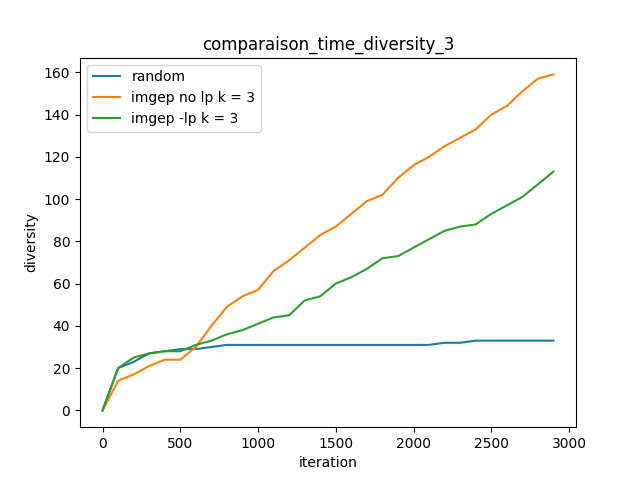 comparaison_time_diversity_3
random
imgep no lp k = 3
imgep -lp k = 3
diversity
160
140
120
100
80
60
40
20
0
0 500 1000 1500 2000 2500 3000
iteration